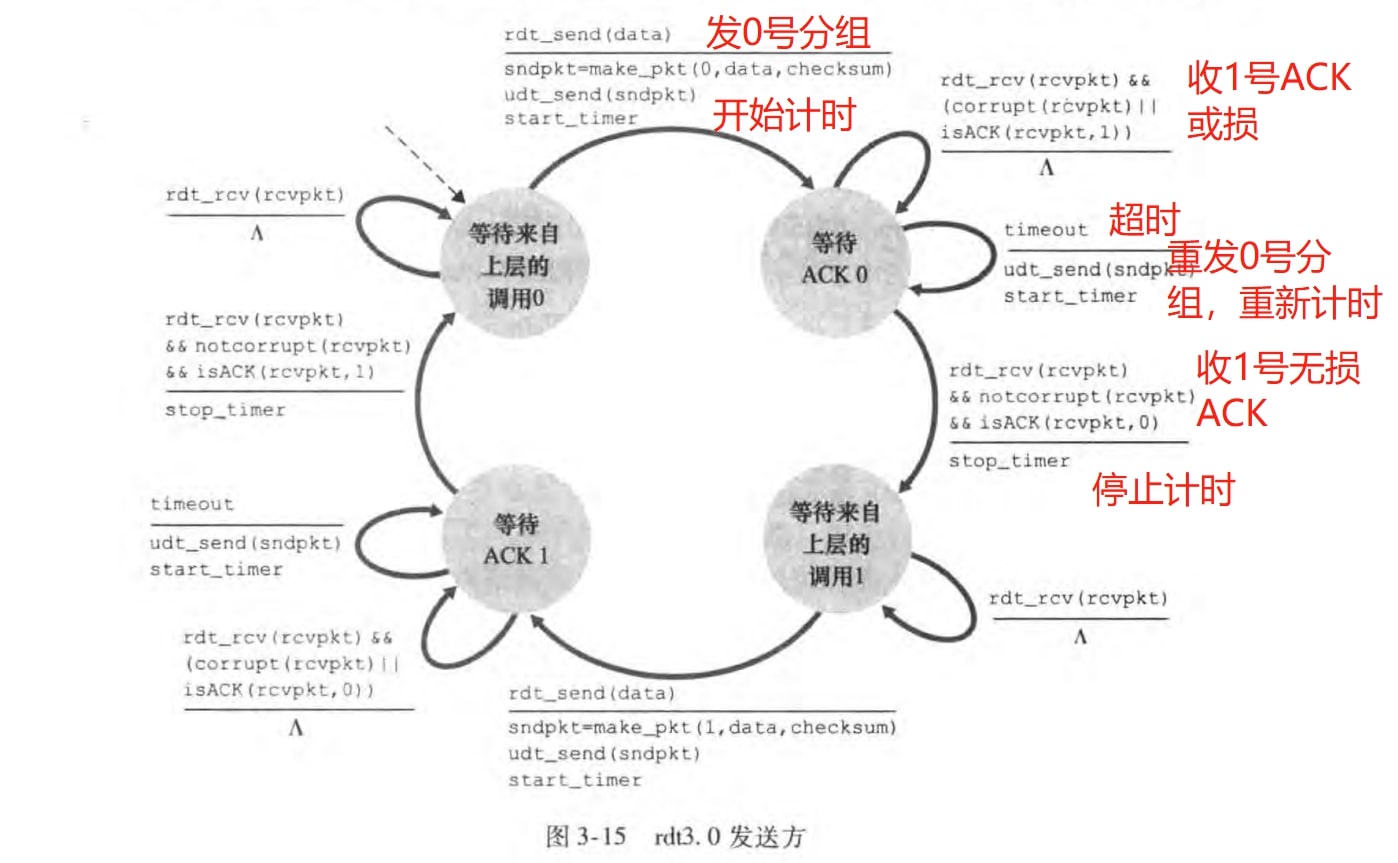 rdt_send(data)
发0号分组
sndpkt=make_pkt(0,data,checksum)
udt_send(sndpkt)
start_timer
开始计时
rdt_rcv(rcvpkt) &&
(corrupt(rcvpkt)||
isACK(rcvpkt,1))
Λ
收1号ACK
或损
rdt_rcv(rcvpkt)
Λ
等待来自
上层的
调用0
等待
ACK 0
timeout
超时
udt_send(sndpkt)
start_timer
重发0号分
组，重新计时
rdt_rcv(rcvpkt)
&& notcorrupt(rcvpkt)
&& isACK(rcvpkt,1)
stop_timer
rdt_rcv(rcvpkt)
&& notcorrupt(rcvpkt)
&& isACK(rcvpkt,0)
stop_timer
收1号无损
ACK
停止计时
timeout
udt_send(sndpkt)
start_timer
等待
ACK 1
等待来自
上层的
调用1
rdt_rcv(rcvpkt)
Λ
rdt_rcv(rcvpkt) &&
(corrupt(rcvpkt)||
isACK(rcvpkt,0))
Λ
rdt_send(data)
sndpkt=make_pkt(1,data,checksum)
udt_send(sndpkt)
start_timer
图 3-15 rdt3.0 发送方